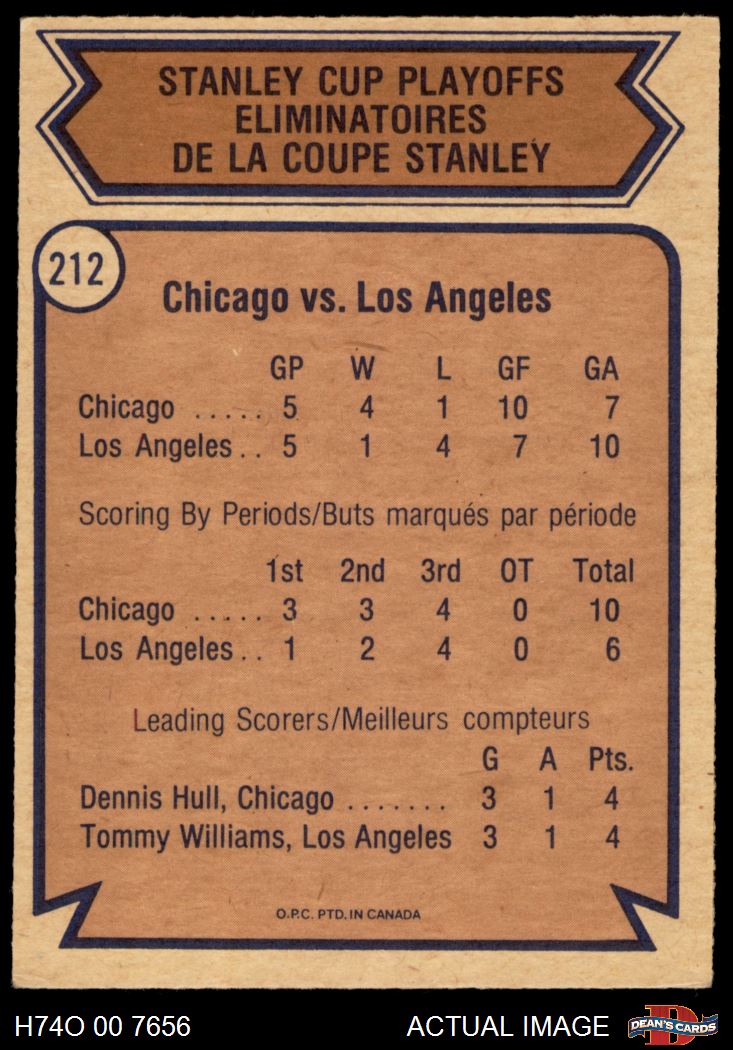 STANLEY CUP PLAYOFFS
ELIMINATOIRES
DE LA COUPE STANLEY
212
Chicago vs. Los Angeles
GP W L GF GA
Chicago ..... 5 4 1 10 7
Los Angeles.. 5 1 4 7 10
Scoring By Periods/Buts marqués par période
1st 2nd 3rd OT Total
Chicago ..... 3 3 4 0 10
Los Angeles.. 1 2 4 0 6
Leading Scorers/Meilleurs compteurs
G A Pts.
Dennis Hull, Chicago ....... 3 1 4
Tommy Williams, Los Angeles 3 1 4
O.P.C. PTD. IN CANADA
H74O 00 7656 ACTUAL IMAGE D DEAN'S CARDS